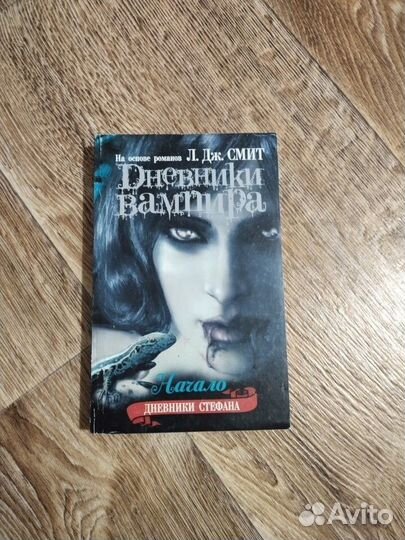 На основе романов Л. Дж. СМИТ
Дневники
вампира
Начало
ДНЕВНИКИ СТЕФАНА
Avito